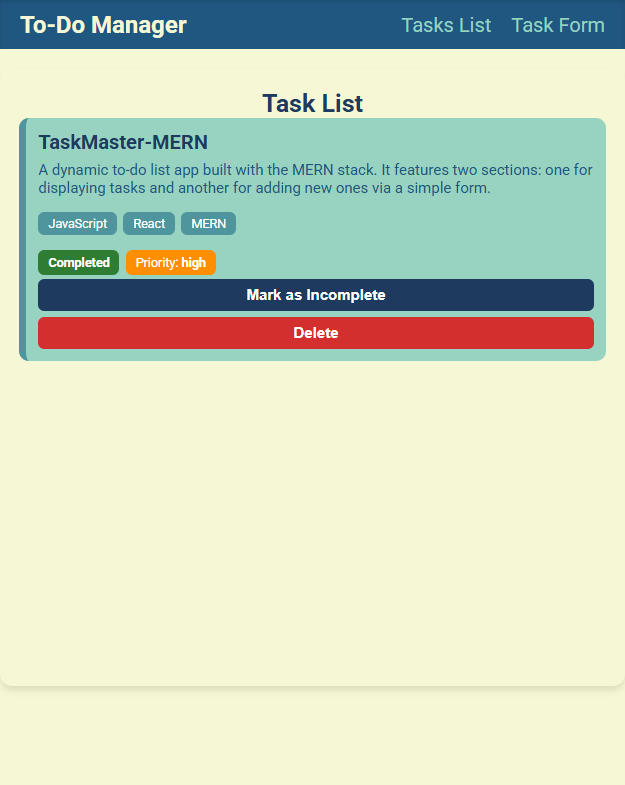 To-Do Manager
Tasks List Task Form
Task List
TaskMaster-MERN
A dynamic to-do list app built with the MERN stack. It features two sections: one for
displaying tasks and another for adding new ones via a simple form.
JavaScript React MERN
Completed Priority: high
Mark as Incomplete
Delete